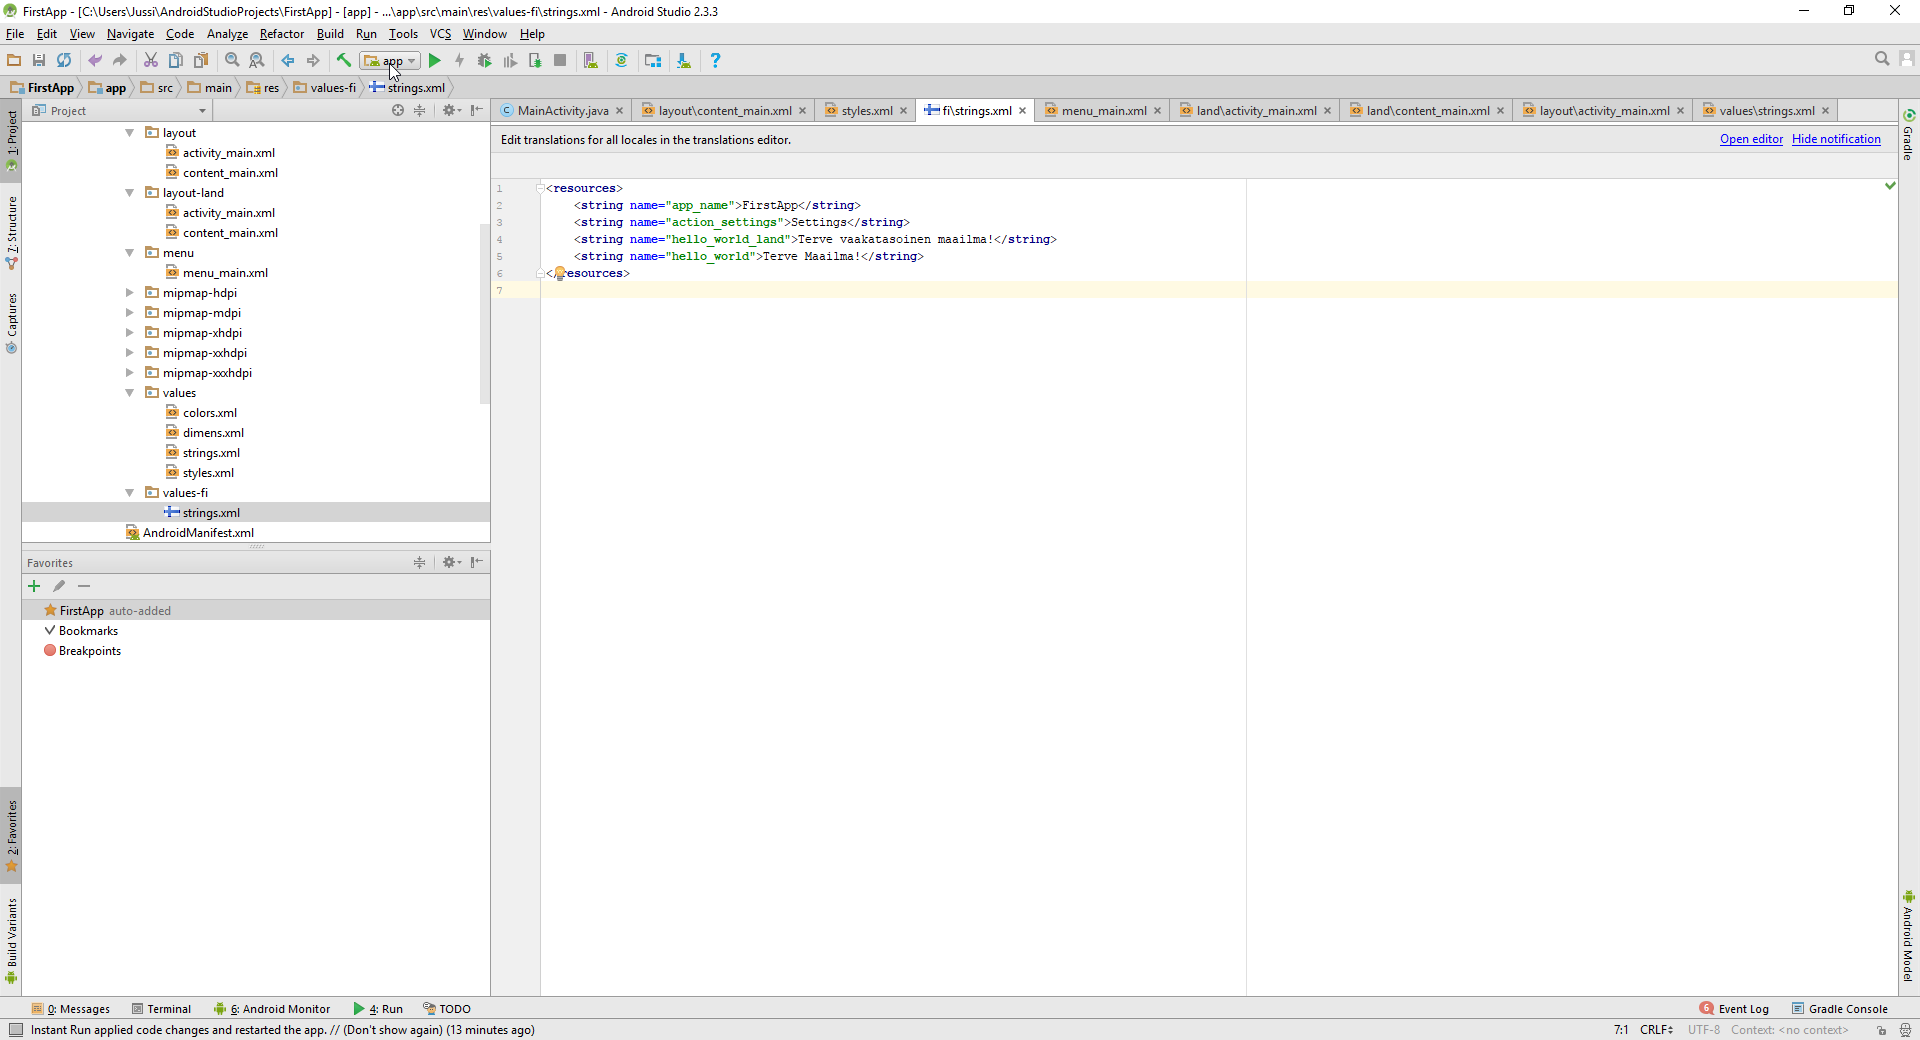 FirstApp - [C:\Users\Jussi\AndroidStudioProjects\FirstApp] - [app] - ...\app\src\main\res\values-fi\strings.xml - Android Studio 2.3.3
File Edit View Navigate Code Analyze Refactor Build Run Tools VCS Window Help
app
FirstApp app src main res values-fi strings.xml
Project
MainActivity.java layout\content_main.xml styles.xml fi\strings.xml menu_main.xml land\activity_main.xml land\content_main.xml layout\activity_main.xml values\strings.xml
Edit translations for all locales in the translations editor. Open editor Hide notification
1: Project
7: Structure
Captures
2: Favorites
Build Variants
layout
activity_main.xml
content_main.xml
layout-land
activity_main.xml
content_main.xml
menu
menu_main.xml
mipmap-hdpi
mipmap-mdpi
mipmap-xhdpi
mipmap-xxhdpi
mipmap-xxxhdpi
values
colors.xml
dimens.xml
strings.xml
styles.xml
values-fi
strings.xml
AndroidManifest.xml
Favorites
FirstApp auto-added
Bookmarks
Breakpoints
1 <resources>
2 <string name="app_name">FirstApp</string>
3 <string name="action_settings">Settings</string>
4 <string name="hello_world_land">Terve vaakatasoinen maailma!</string>
5 <string name="hello_world">Terve Maailma!</string>
6 </resources>
7
Gradle
Android Model
0: Messages Terminal 6: Android Monitor 4: Run TODO 6 Event Log Gradle Console
Instant Run applied code changes and restarted the app. // (Don't show again) (13 minutes ago) 7:1 CRLF UTF-8 Context: <no context>